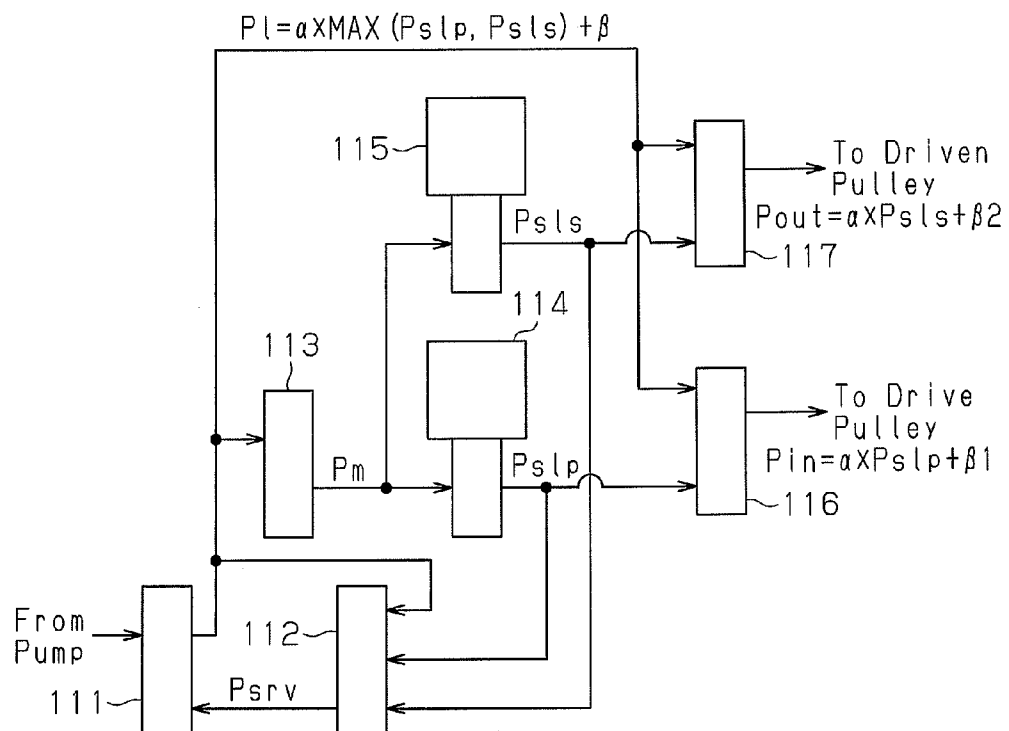 Pl=α×MAX(Pslp, Psls)+β
115
Psls
To Driven
Pulley
Pout=α×Psls+β2
117
114
113
To Drive
Pulley
Pin=α×Pslp+β1
Pm
Pslp
116
From
Pump
112
111
Psrv